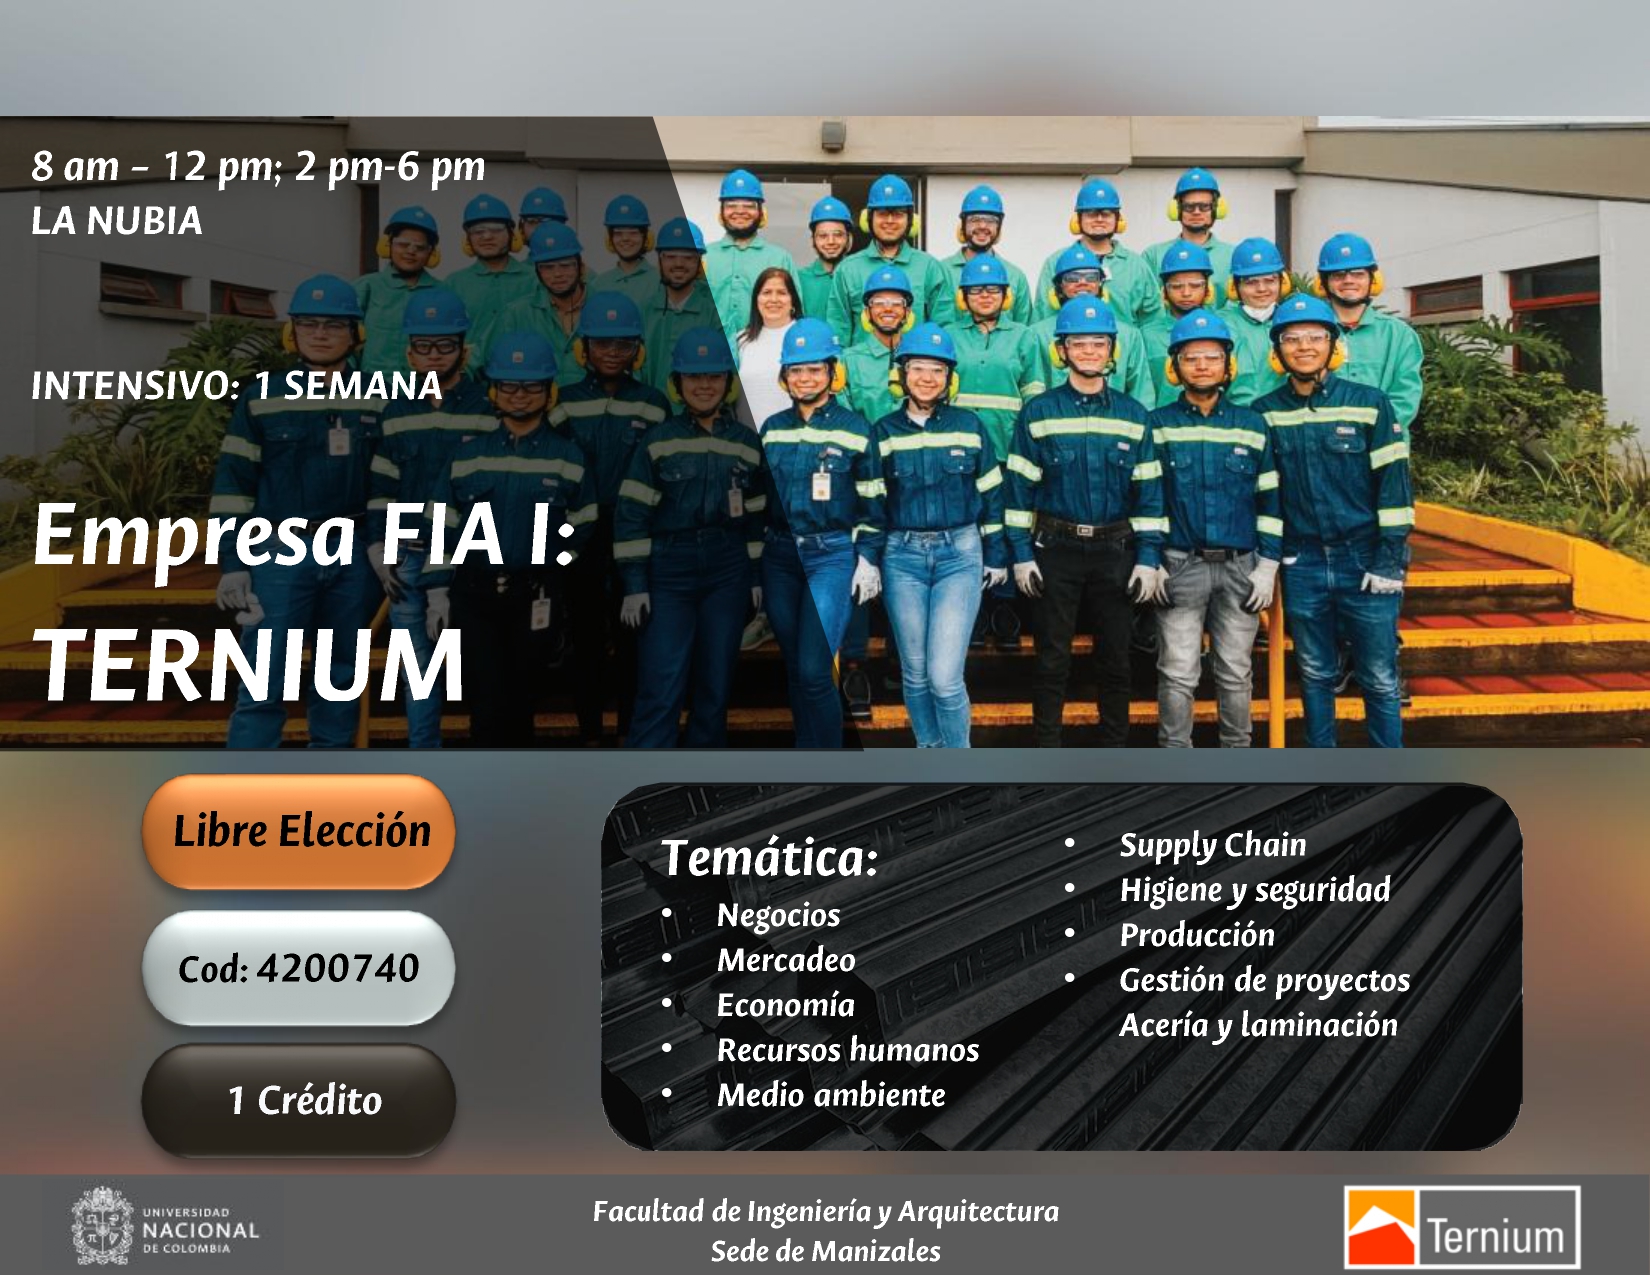 8 am – 12 pm; 2 pm-6 pm
LA NUBIA
INTENSIVO: 1 SEMANA
Empresa FIA I:
TERNIUM
Libre Elección
Cod: 4200740
1 Crédito
Temática:
• Negocios
• Mercadeo
• Economía
• Recursos humanos
• Medio ambiente
• Supply Chain
• Higiene y seguridad
• Producción
• Gestión de proyectos
Acería y laminación
UNIVERSIDAD
NACIONAL
DE COLOMBIA
Facultad de Ingeniería y Arquitectura
Sede de Manizales
Ternium